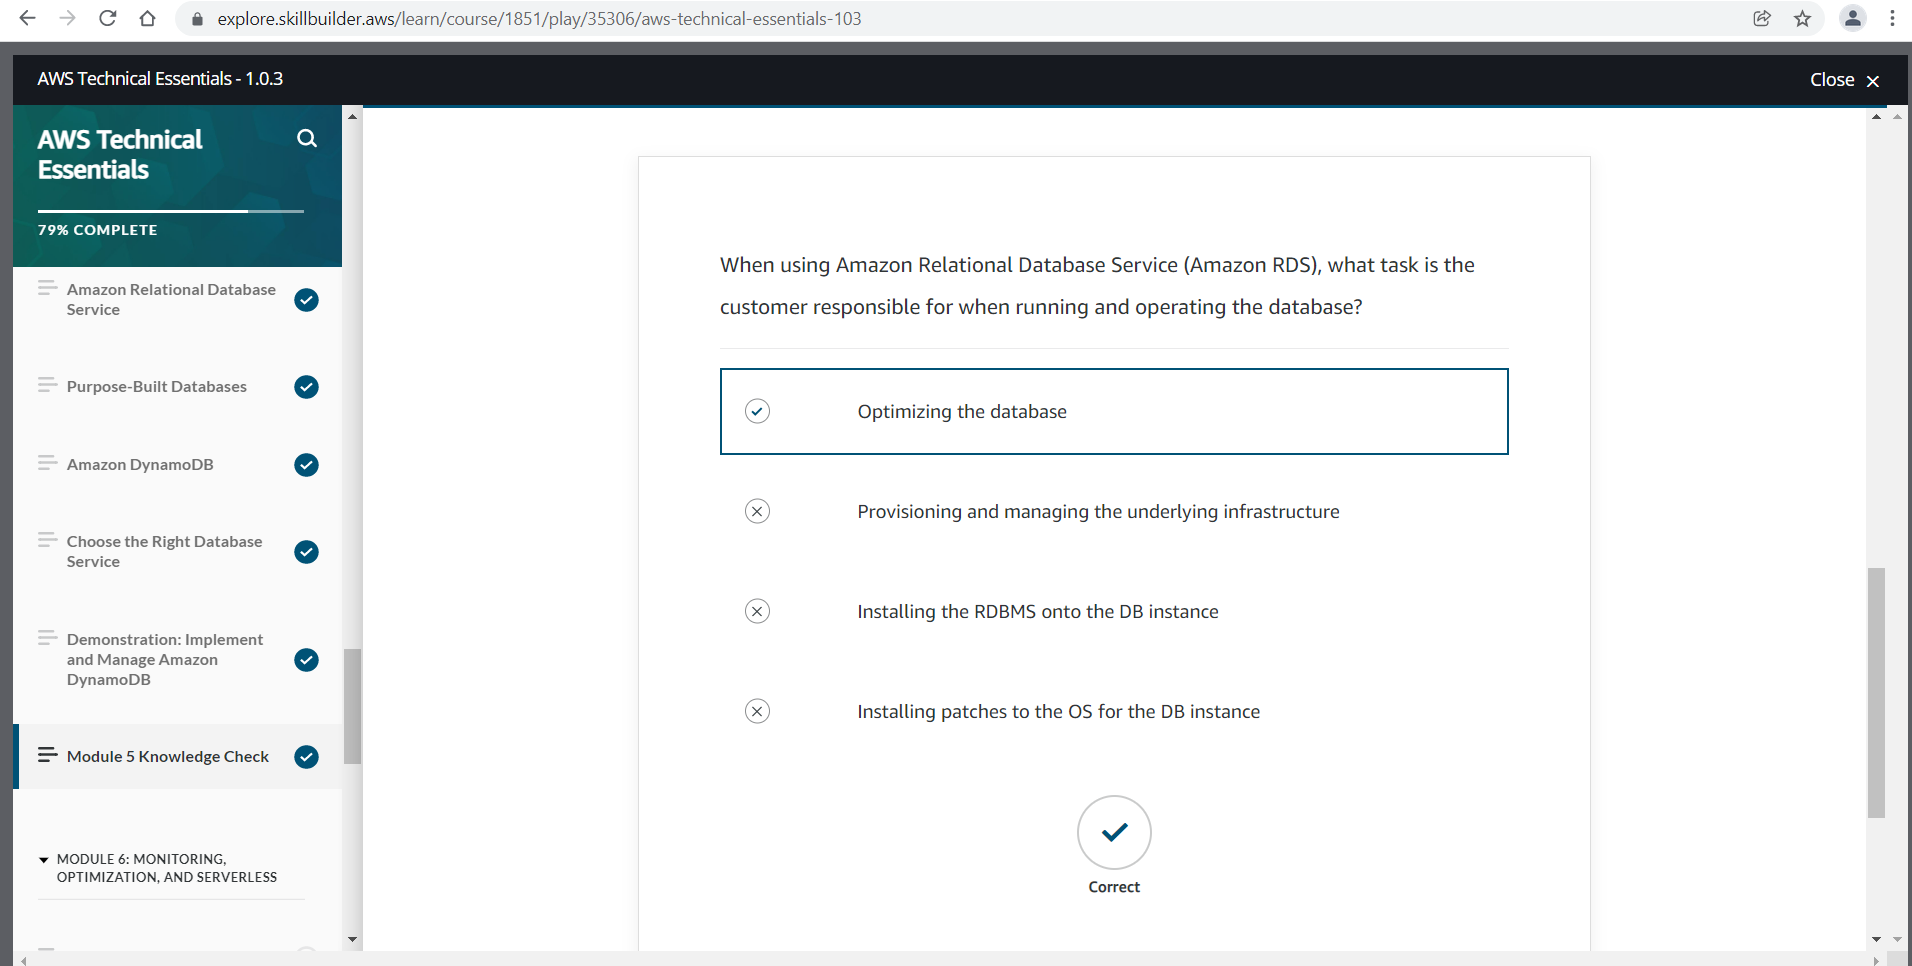 explore.skillbuilder.aws/learn/course/1851/play/35306/aws-technical-essentials-103
AWS Technical Essentials - 1.0.3
Close
AWS Technical
Essentials
79% COMPLETE
Amazon Relational Database
Service
Purpose-Built Databases
Amazon DynamoDB
Choose the Right Database
Service
Demonstration: Implement
and Manage Amazon
DynamoDB
Module 5 Knowledge Check
MODULE 6: MONITORING,
OPTIMIZATION, AND SERVERLESS
When using Amazon Relational Database Service (Amazon RDS), what task is the
customer responsible for when running and operating the database?
Optimizing the database
Provisioning and managing the underlying infrastructure
Installing the RDBMS onto the DB instance
Installing patches to the OS for the DB instance
Correct